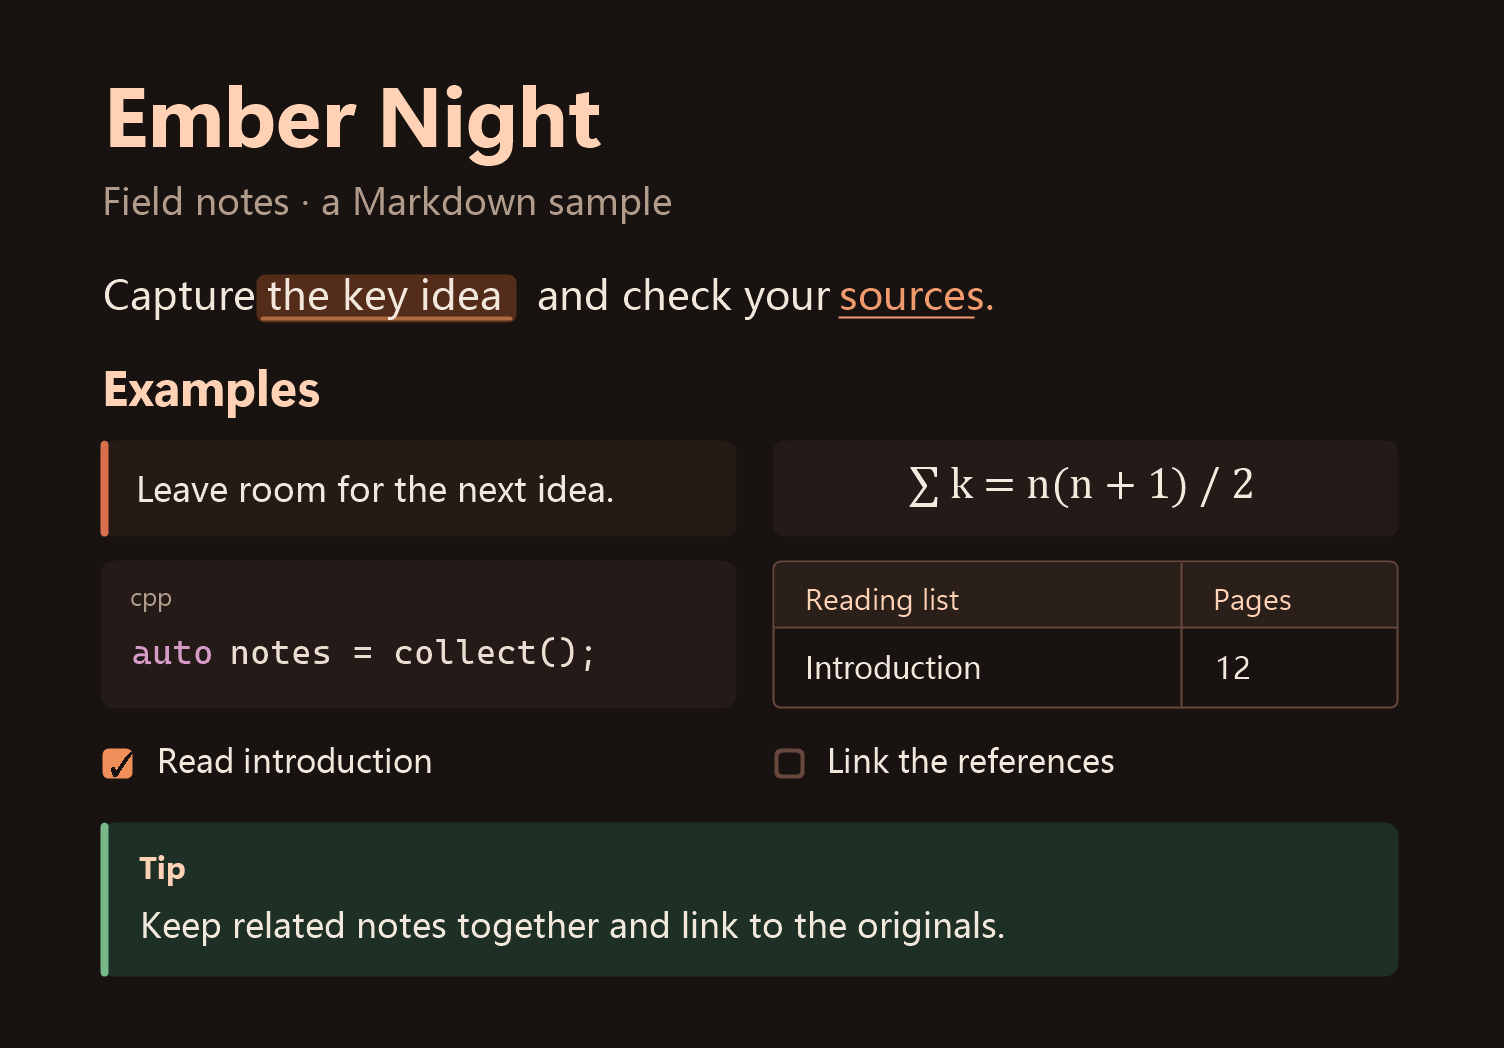 Ember Night
Field notes · a Markdown sample
Capture the key idea and check your sources.
Examples
Leave room for the next idea.
∑ k = n(n + 1) / 2
cpp
auto notes = collect();
Reading list Pages
Introduction 12
Read introduction
Link the references
Tip
Keep related notes together and link to the originals.